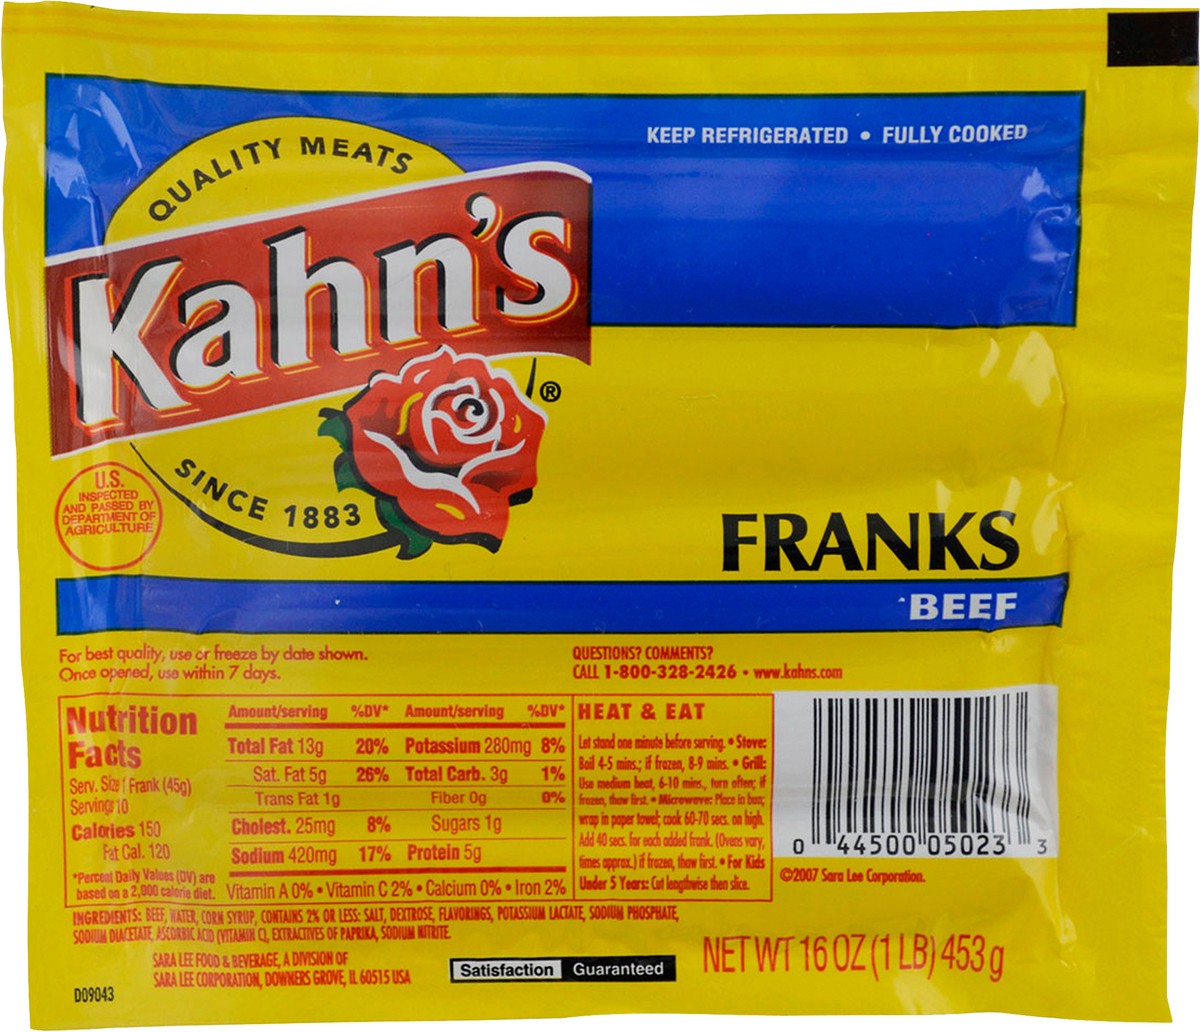 KEEP REFRIGERATED • FULLY COOKED
QUALITY MEATS
Kahn's
®
SINCE 1883
U.S.
INSPECTED
AND PASSED BY
DEPARTMENT OF
AGRICULTURE
FRANKS
BEEF
For best quality, use or freeze by date shown.
Once opened, use within 7 days.
QUESTIONS? COMMENTS?
CALL 1-800-328-2426 • www.kahns.com
Nutrition
Facts
Serv. Size 1 Frank (45g)
Servings 10
Calories 150
Fat Cal. 120
*Percent Daily Values (DV) are
based on a 2,000 calorie diet.
Amount/serving %DV* Amount/serving %DV*
Total Fat 13g 20% Potassium 280mg 8%
Sat. Fat 5g 26% Total Carb. 3g 1%
Trans Fat 1g Fiber 0g 0%
Cholest. 25mg 8% Sugars 1g
Sodium 420mg 17% Protein 5g
Vitamin A 0% • Vitamin C 2% • Calcium 0% • Iron 2%
HEAT & EAT
Let stand one minute before serving. • Stove:
Boil 4-5 mins.; if frozen, 8-9 mins. • Grill:
Use medium heat, 6-10 mins., turn often; if
frozen, thaw first. • Microwave: Place in bun;
wrap in paper towel; cook 60-70 secs. on high.
Add 40 secs. for each added frank. (Ovens vary,
times approx.) if frozen, thaw first. • For Kids
Under 5 Years: Cut lengthwise then slice.
0 44500 05023 3
©2007 Sara Lee Corporation.
INGREDIENTS: BEEF, WATER, CORN SYRUP, CONTAINS 2% OR LESS: SALT, DEXTROSE, FLAVORINGS, POTASSIUM LACTATE, SODIUM PHOSPHATE,
SODIUM DIACETATE, ASCORBIC ACID (VITAMIN C), EXTRACTIVES OF PAPRIKA, SODIUM NITRITE.
SARA LEE FOOD & BEVERAGE, A DIVISION OF
SARA LEE CORPORATION, DOWNERS GROVE, IL 60515 USA
Satisfaction Guaranteed
NET WT 16 OZ (1 LB) 453g
D09043